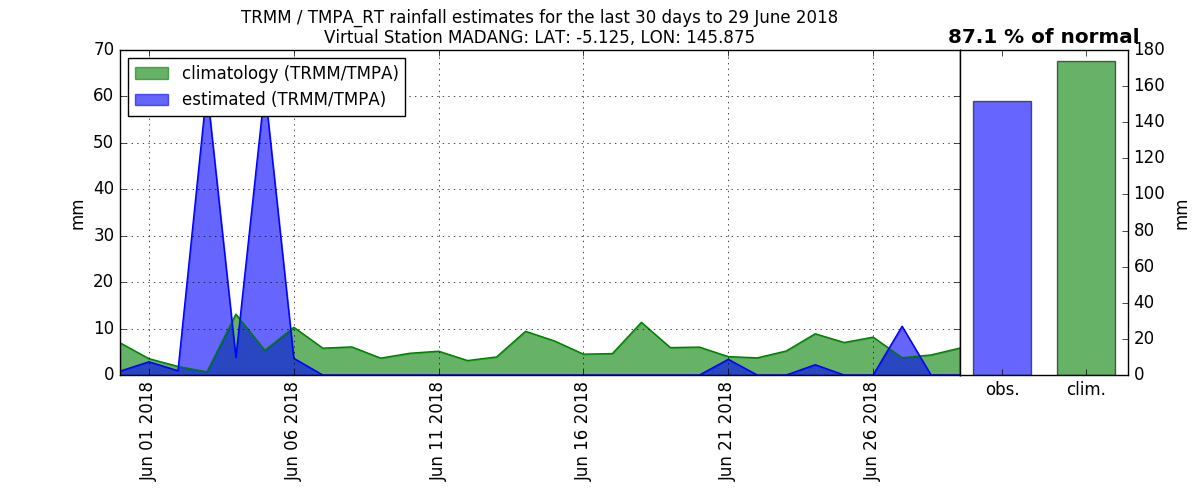 TRMM / TMPA_RT rainfall estimates for the last 30 days to 29 June 2018
Virtual Station MADANG: LAT: -5.125, LON: 145.875
87.1 % of normal
climatology (TRMM/TMPA)
estimated (TRMM/TMPA)
70
60
50
40
30
20
10
0
mm
180
160
140
120
100
80
60
40
20
0
mm
Jun 01 2018
Jun 06 2018
Jun 11 2018
Jun 16 2018
Jun 21 2018
Jun 26 2018
obs.
clim.